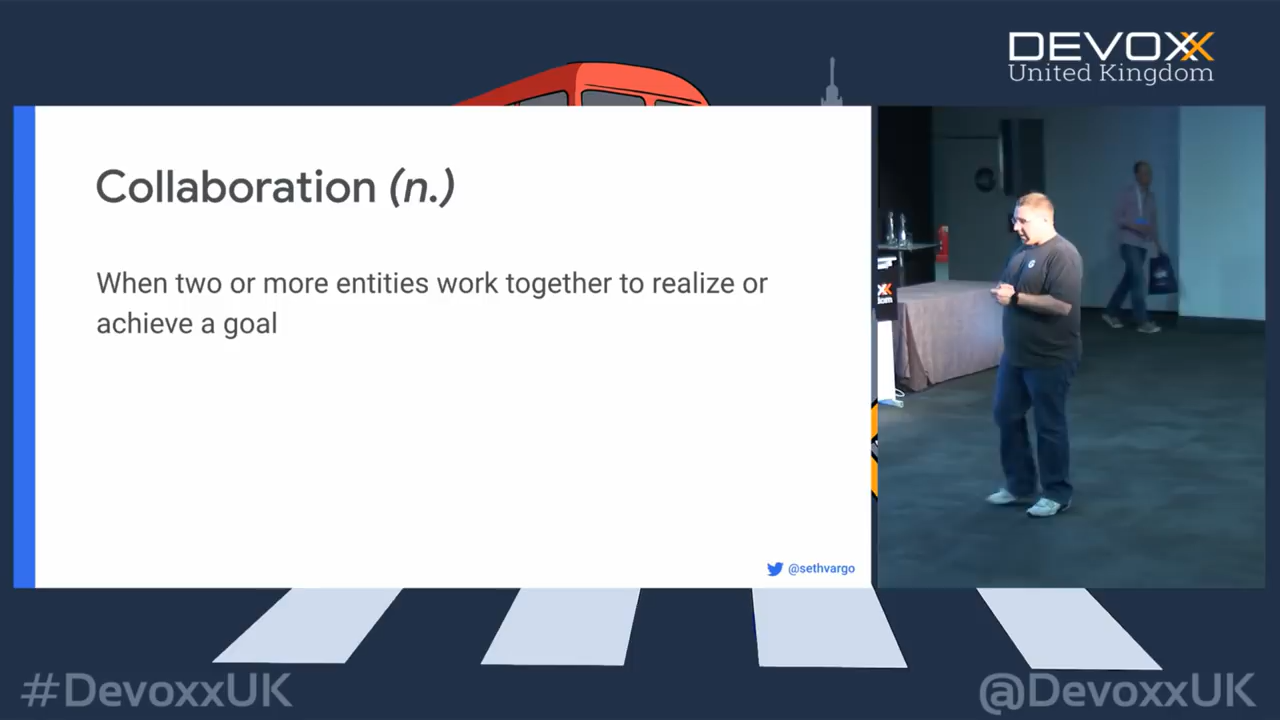 DEVOXX
United Kingdom
Collaboration (n.)
When two or more entities work together to realize or
achieve a goal
@sethvargo
#DevoxxUK
@DevoxxUK